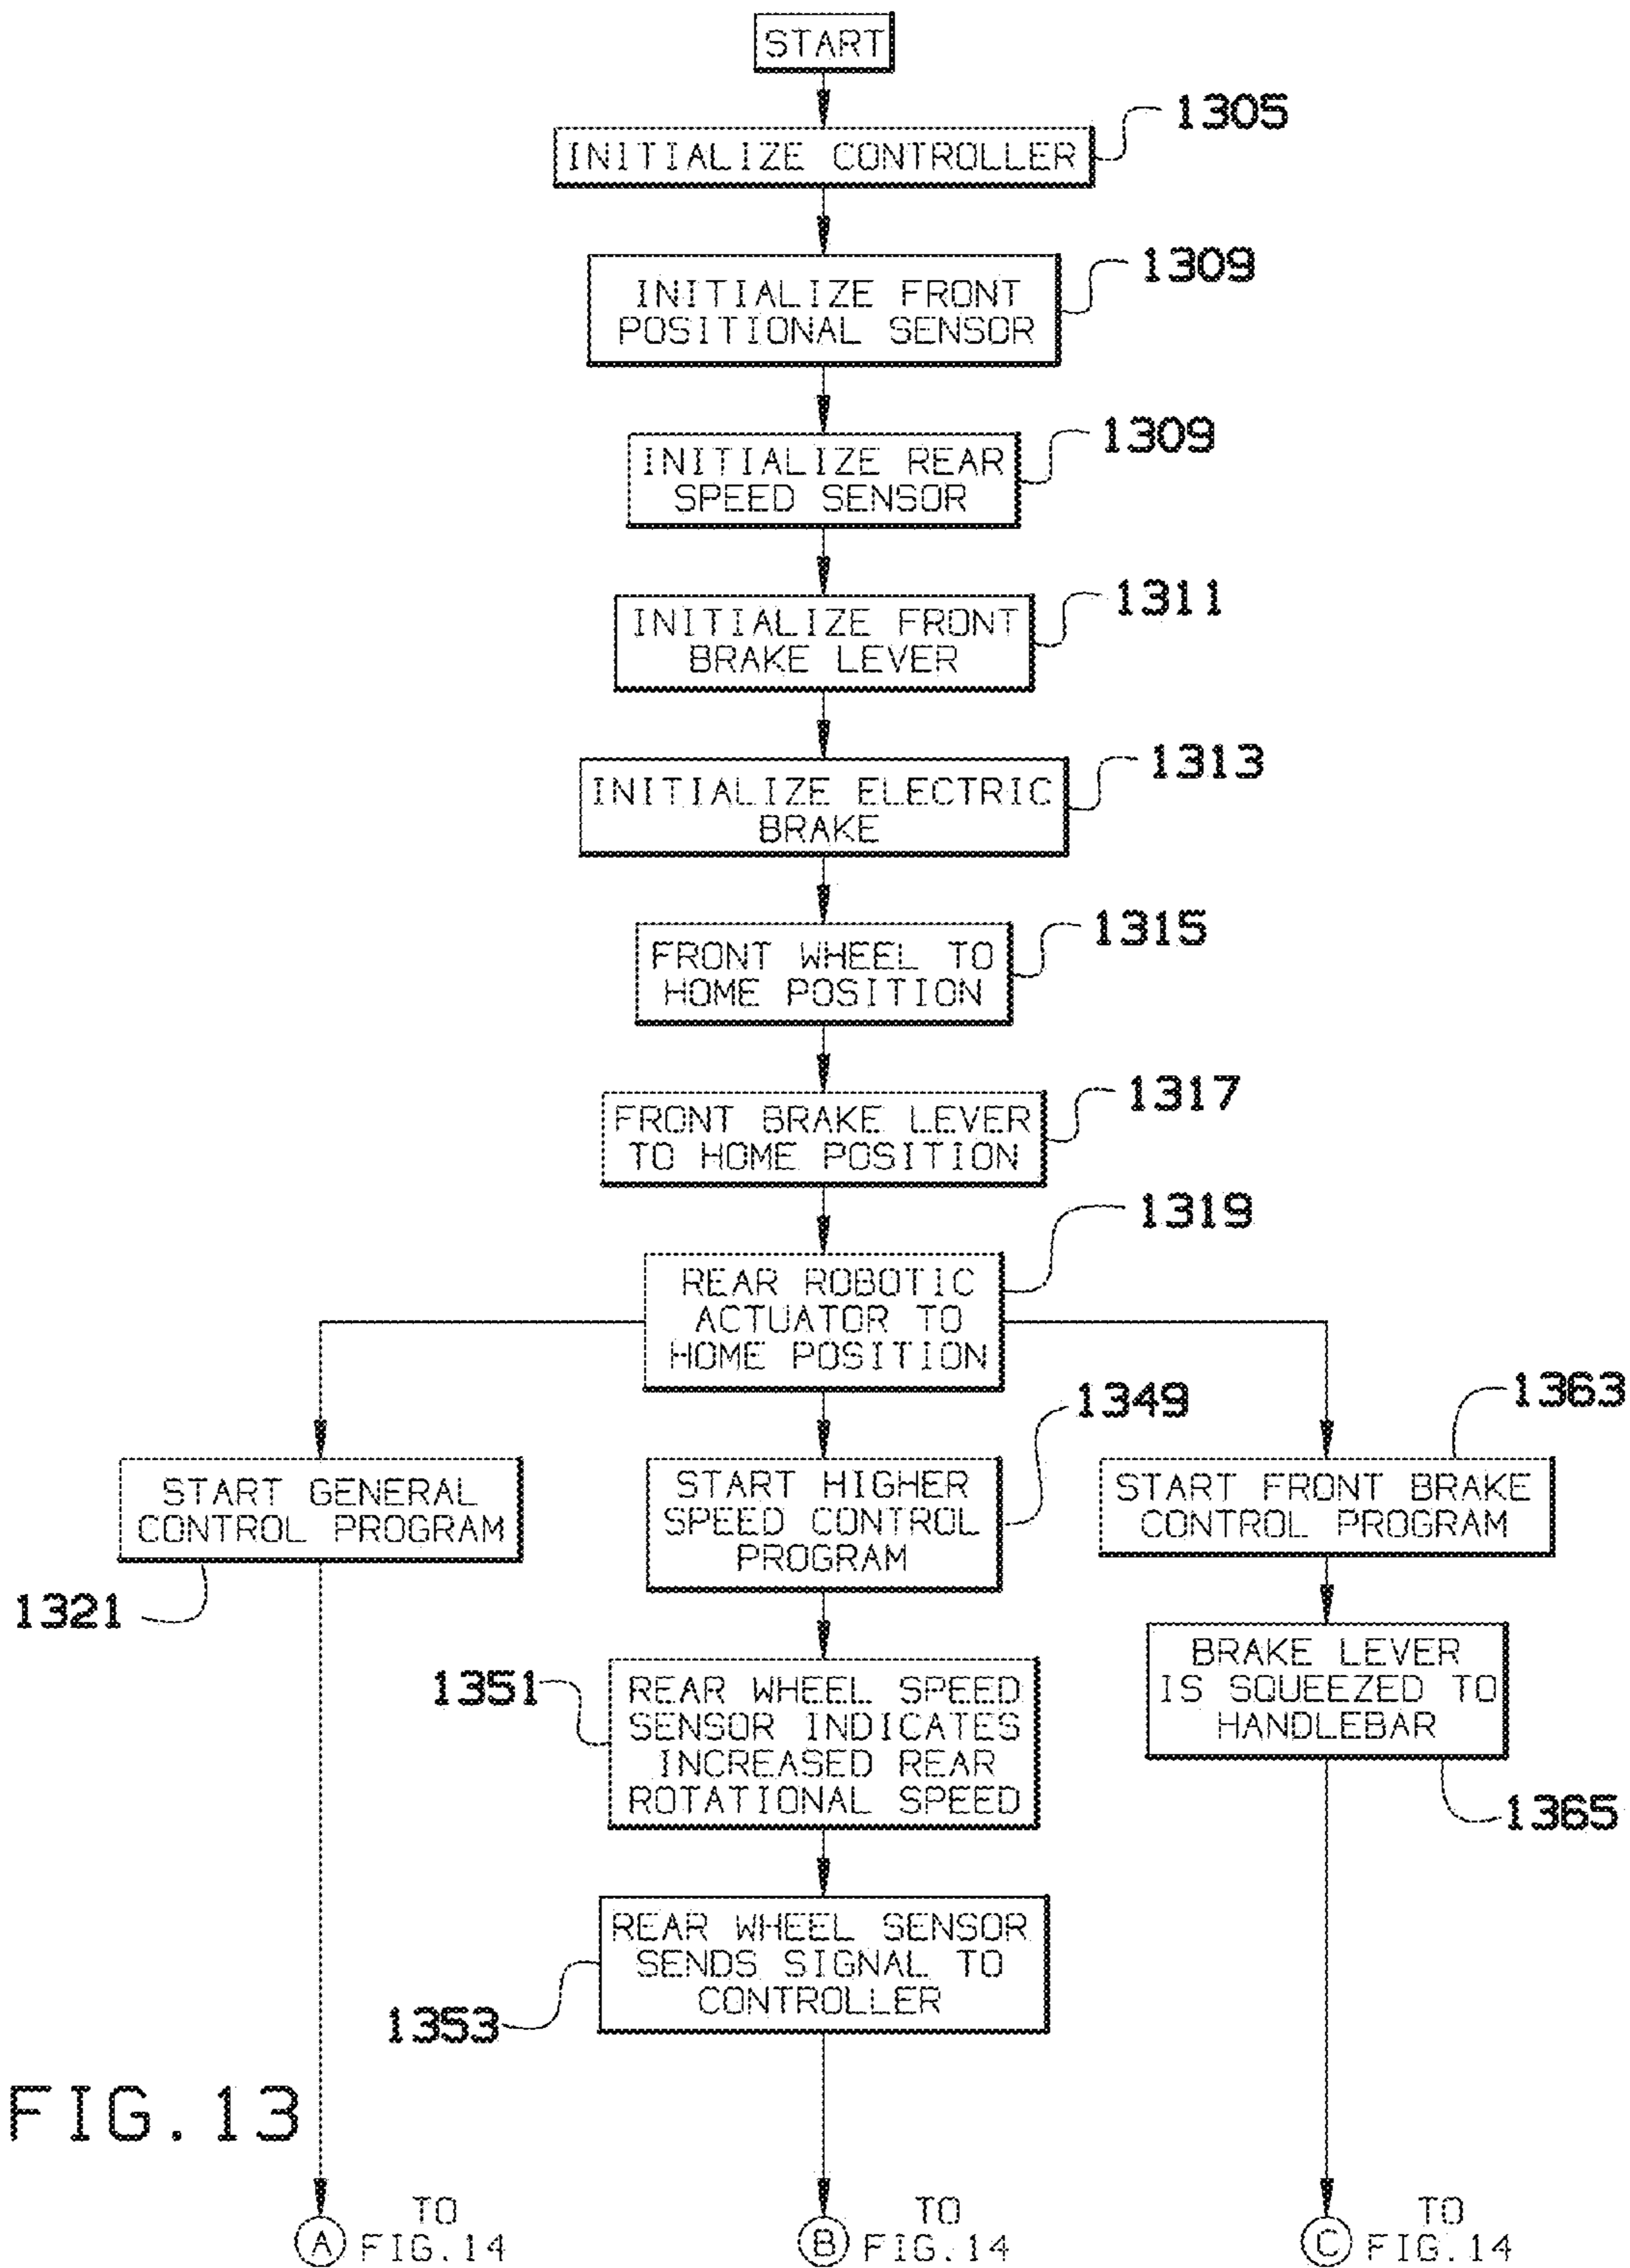 START
1305
INITIALIZE CONTROLLER
1309
INITIALIZE FRONT
POSITIONAL SENSOR
1309
INITIALIZE REAR
SPEED SENSOR
1311
INITIALIZE FRONT
BRAKE LEVER
1313
INITIALIZE ELECTRIC
BRAKE
1315
FRONT WHEEL TO
HOME POSITION
1317
FRONT BRAKE LEVER
TO HOME POSITION
1319
REAR ROBOTIC
ACTUATOR TO
HOME POSITION
START GENERAL
CONTROL PROGRAM
1321
1349
START HIGHER
SPEED CONTROL
PROGRAM
1351
REAR WHEEL SPEED
SENSOR INDICATES
INCREASED REAR
ROTATIONAL SPEED
REAR WHEEL SENSOR
SENDS SIGNAL TO
CONTROLLER
1353
1363
START FRONT BRAKE
CONTROL PROGRAM
BRAKE LEVER
IS SQUEEZED TO
HANDLEBAR
1365
FIG.13
A
TO
FIG.14
B
TO
FIG.14
C
TO
FIG.14